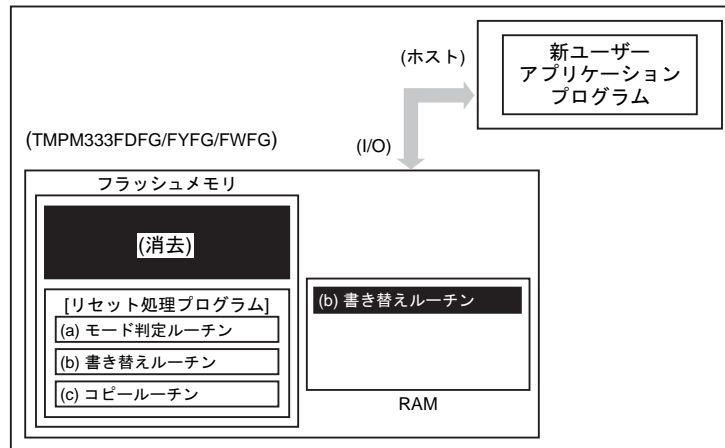 (ホスト)
新ユーザー
アプリケーション
プログラム
(TMPM333FDFG/FYFG/FWFG)
(I/O)
フラッシュメモリ
(消去)
[リセット処理プログラム]
(a) モード判定ルーチン
(b) 書き替えルーチン
(c) コピールーチン
(b) 書き替えルーチン
RAM